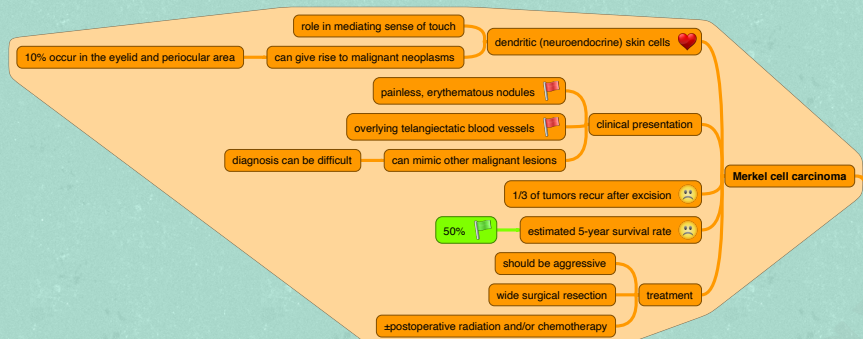 role in mediating sense of touch
dendritic (neuroendocrine) skin cells
10% occur in the eyelid and periocular area
can give rise to malignant neoplasms
painless, erythematous nodules
overlying telangiectatic blood vessels
clinical presentation
diagnosis can be difficult
can mimic other malignant lesions
Merkel cell carcinoma
1/3 of tumors recur after excision
50%
estimated 5-year survival rate
should be aggressive
wide surgical resection
treatment
±postoperative radiation and/or chemotherapy